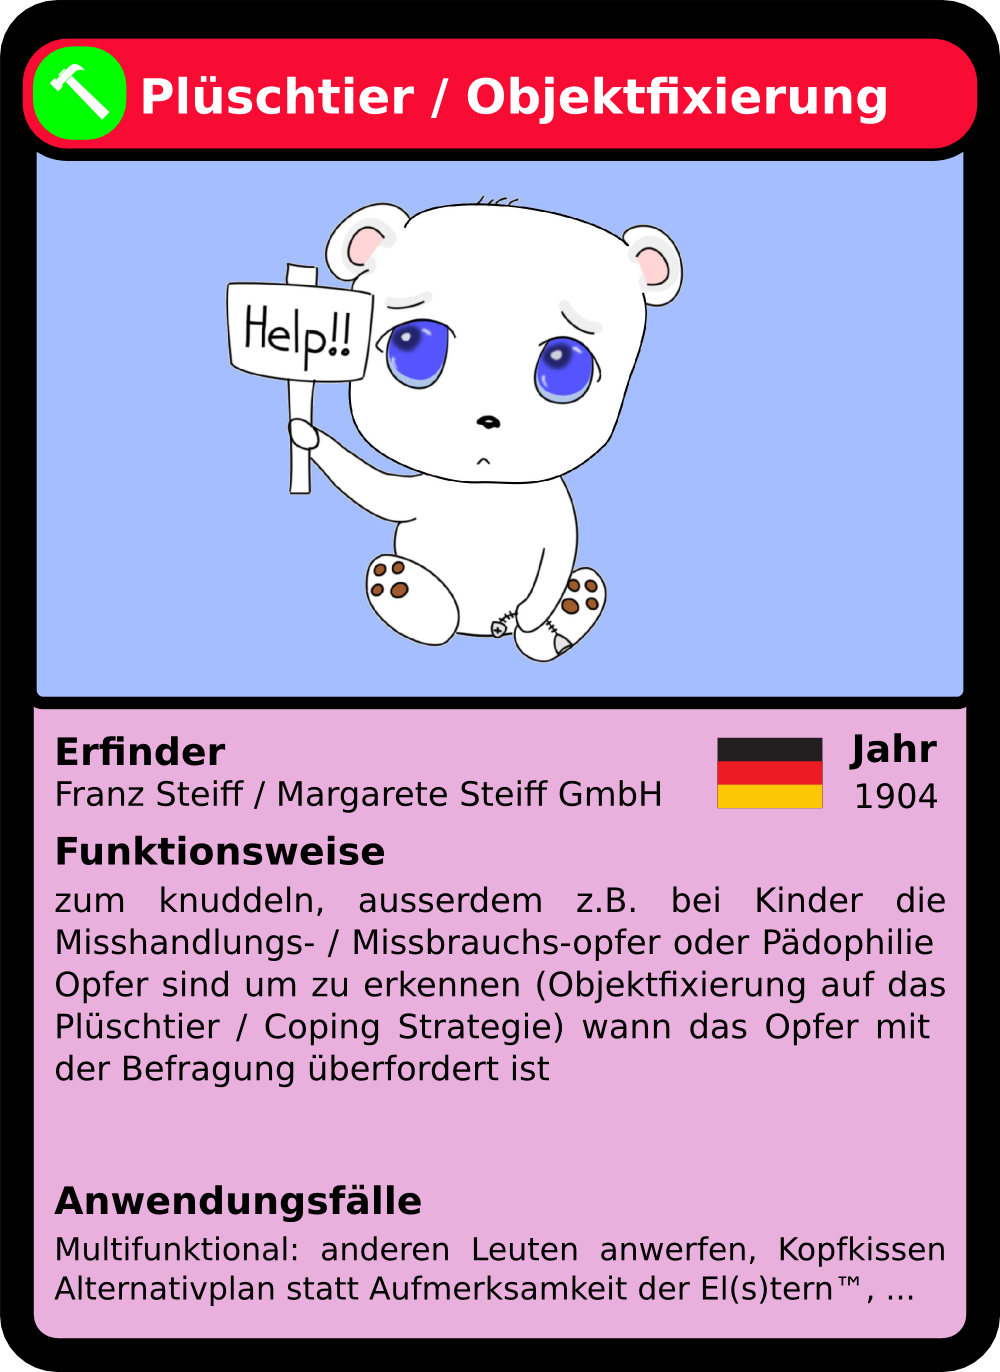 Plüschtier / Objektfixierung
Help!!
Erfinder
Franz Steiff / Margarete Steiff GmbH
Jahr
1904
Funktionsweise
zum knuddeln, ausserdem z.B. bei Kinder die
Misshandlungs- / Missbrauchs-opfer oder Pädophilie
Opfer sind um zu erkennen (Objektfixierung auf das
Plüschtier / Coping Strategie) wann das Opfer mit
der Befragung überfordert ist
Anwendungsfälle
Multifunktional: anderen Leuten anwerfen, Kopfkissen
Alternativplan statt Aufmerksamkeit der El(s)tern™, ...